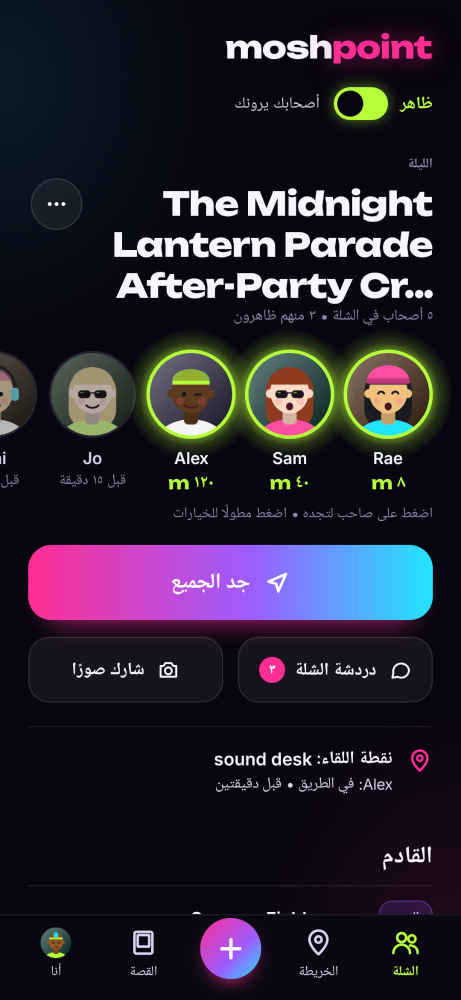 moshpoint
ظاهر
أصحابك يرونك
الليلة
The Midnight
Lantern Parade
After-Party Cr...
٥ أصحاب في الشلة • ٣ منهم ظاهرون
Rae
Sam
Alex
Jo
٨ m
٤٠ m
١٢٠ m
قبل ١٥ دقيقة
قبل
اضغط على صاحب لتجده • اضغط مطولًا للخيارات
جد الجميع
دردشة الشلة ٣
شارك صورًا
نقطة اللقاء: sound desk
Alex: في الطريق • قبل دقيقتين
القادم
الشلة
الخريطة
القصة
أنا